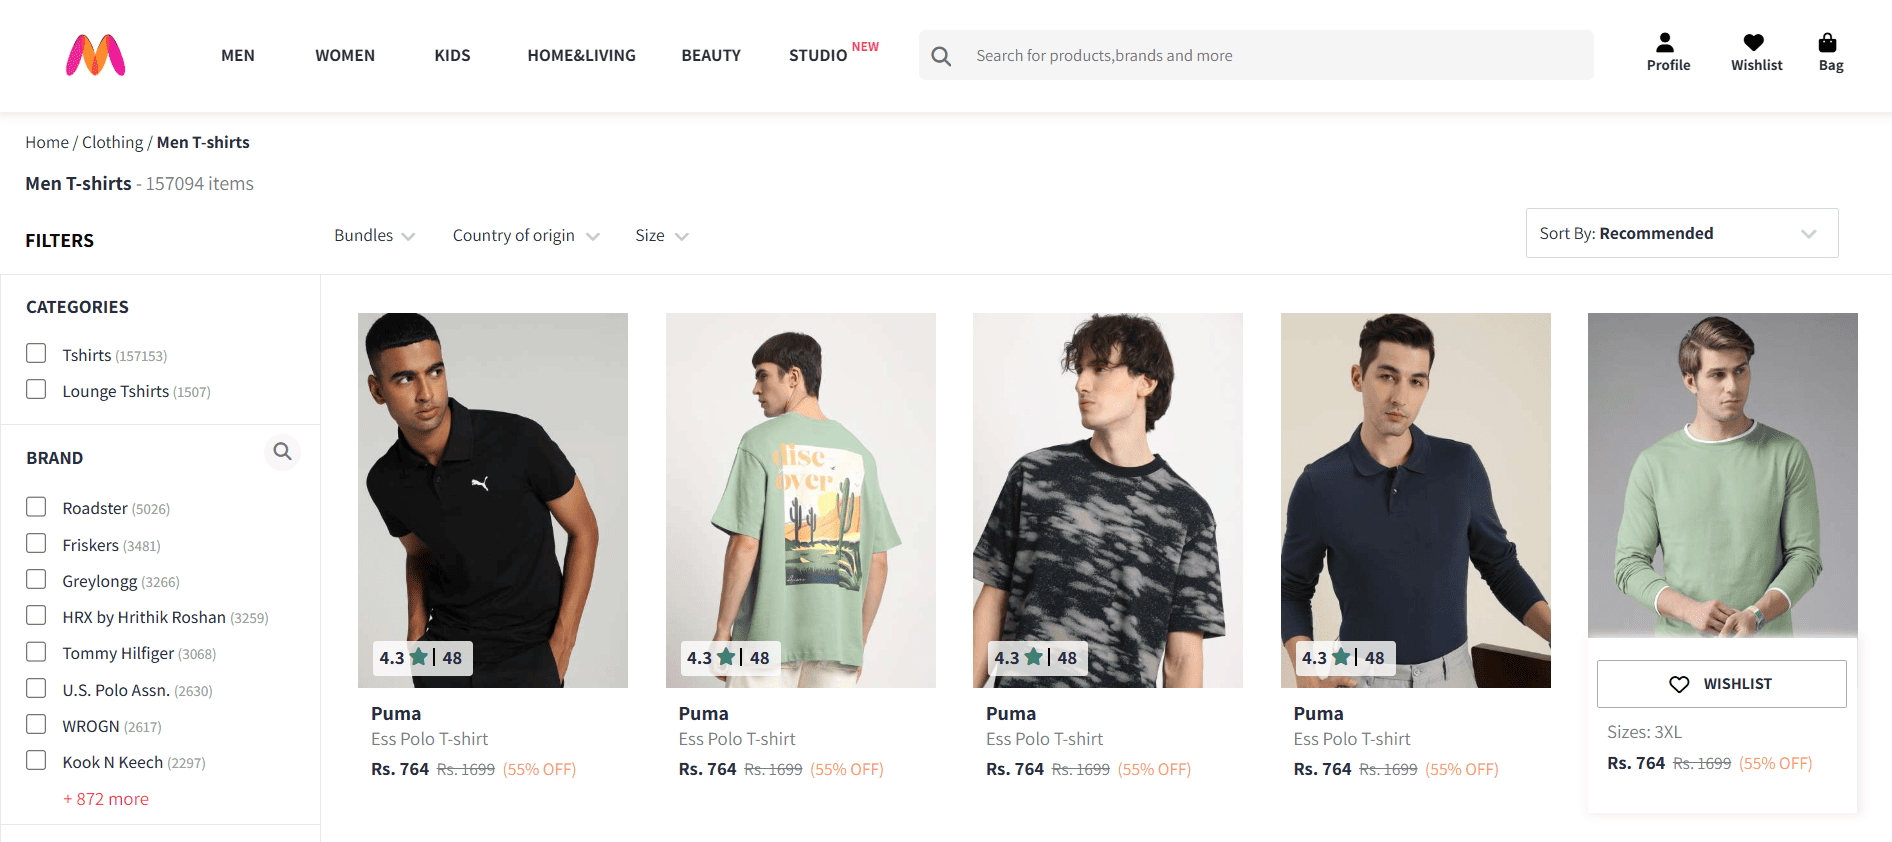 MEN WOMEN KIDS HOME&LIVING BEAUTY STUDIO NEW Search for products,brands and more Profile Wishlist Bag
Home / Clothing / Men T-shirts
Men T-shirts - 157094 items
FILTERS Bundles Country of origin Size Sort By: Recommended
CATEGORIES
Tshirts (157153)
Lounge Tshirts (1507)
BRAND
Roadster (5026)
Friskers (3481)
Greylongg (3266)
HRX by Hrithik Roshan (3259)
Tommy Hilfiger (3068)
U.S. Polo Assn. (2630)
WROGN (2617)
Kook N Keech (2297)
+ 872 more
disc
over
4.3 | 48
Puma
Ess Polo T-shirt
Rs. 764 Rs. 1699 (55% OFF)
4.3 | 48
Puma
Ess Polo T-shirt
Rs. 764 Rs. 1699 (55% OFF)
4.3 | 48
Puma
Ess Polo T-shirt
Rs. 764 Rs. 1699 (55% OFF)
4.3 | 48
Puma
Ess Polo T-shirt
Rs. 764 Rs. 1699 (55% OFF)
WISHLIST
Sizes: 3XL
Rs. 764 Rs. 1699 (55% OFF)